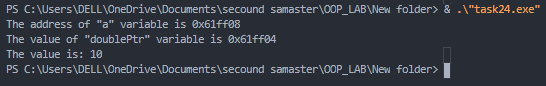 PS C:\Users\DELL\OneDrive\Documents\secound samaster\OOP_LAB\New folder> & .\"task24.exe"
The address of "a" variable is 0x61ff08
The value of "doublePtr" variable is 0x61ff04
The value is: 10
PS C:\Users\DELL\OneDrive\Documents\secound samaster\OOP_LAB\New folder>